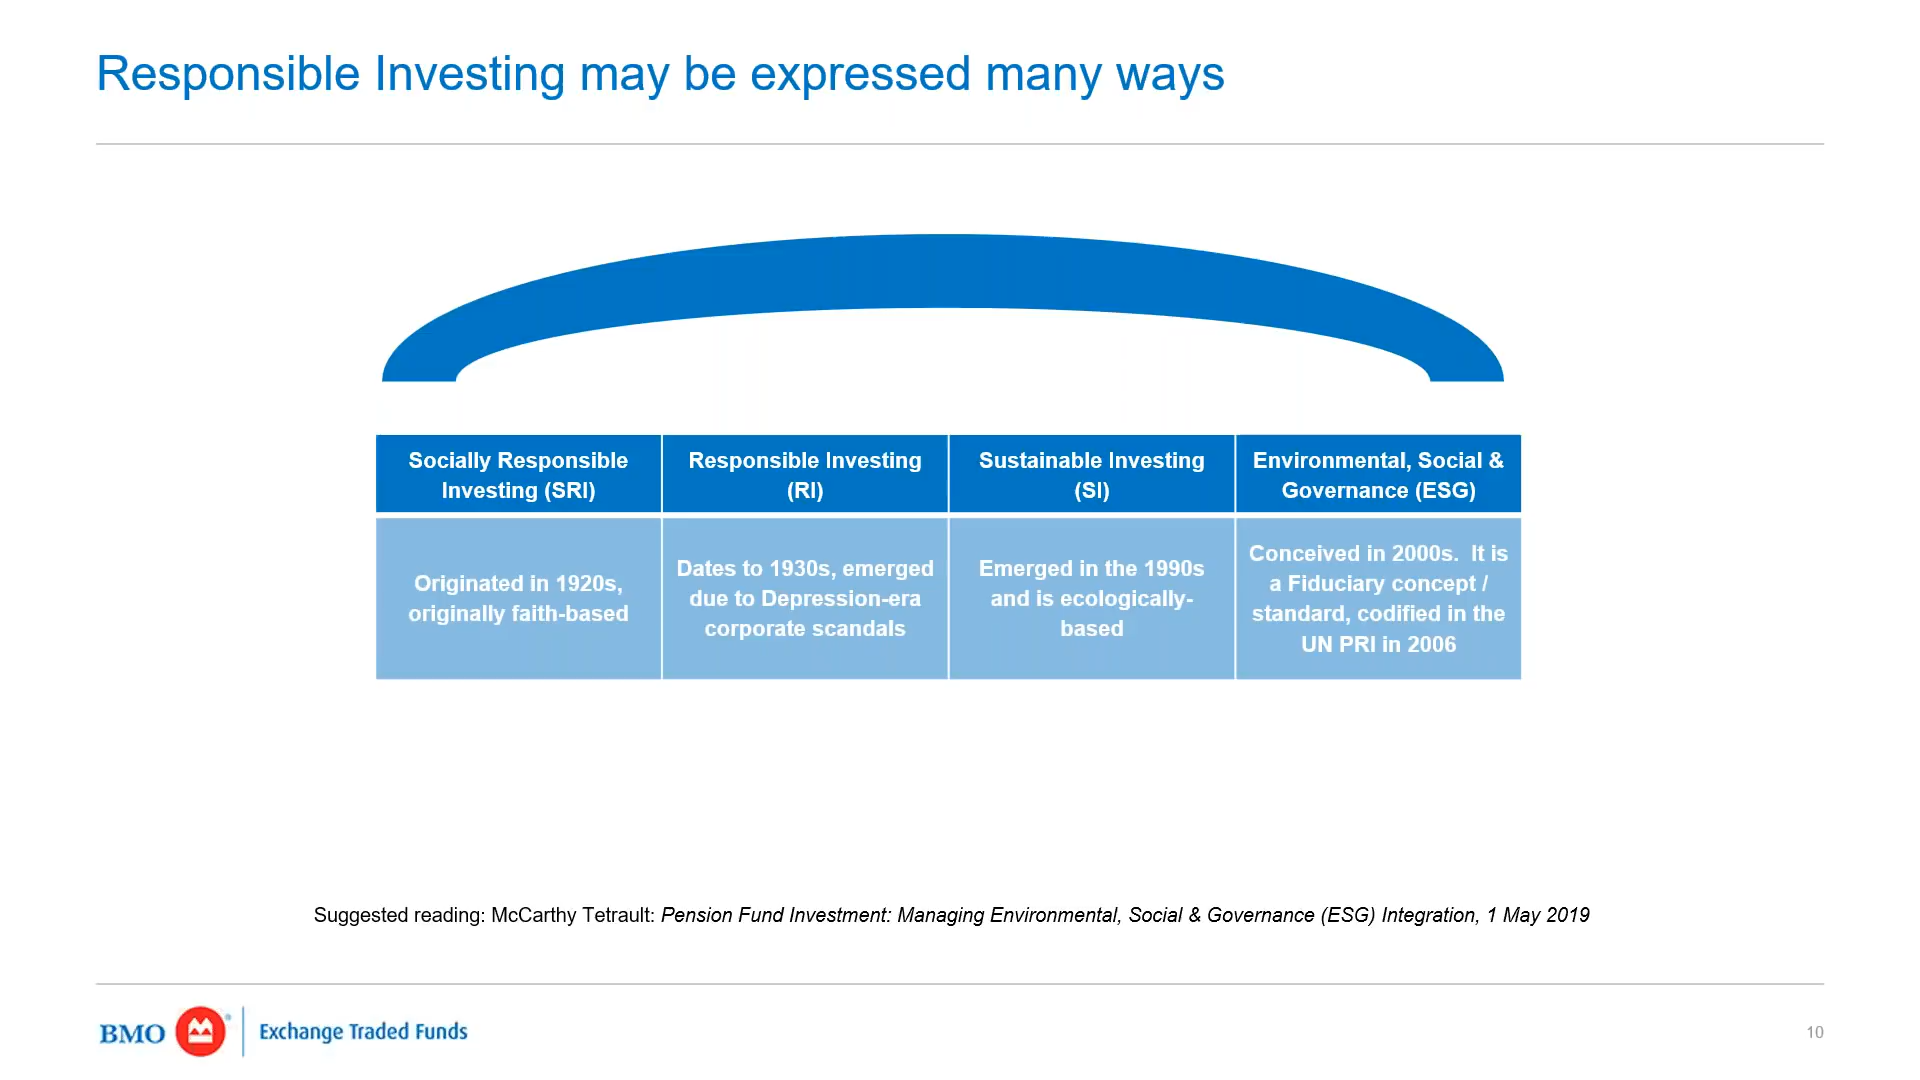 Responsible Investing may be expressed many ways
Socially Responsible
Investing (SRI)
Responsible Investing
(RI)
Sustainable Investing
(SI)
Environmental, Social &
Governance (ESG)
Originated in 1920s,
originally faith-based
Dates to 1930s, emerged
due to Depression-era
corporate scandals
Emerged in the 1990s
and is ecologically-
based
Conceived in 2000s.  It is
a Fiduciary concept /
standard, codified in the
UN PRI in 2006
Suggested reading: McCarthy Tetrault: Pension Fund Investment: Managing Environmental, Social & Governance (ESG) Integration, 1 May 2019
BMO ® Exchange Traded Funds
10